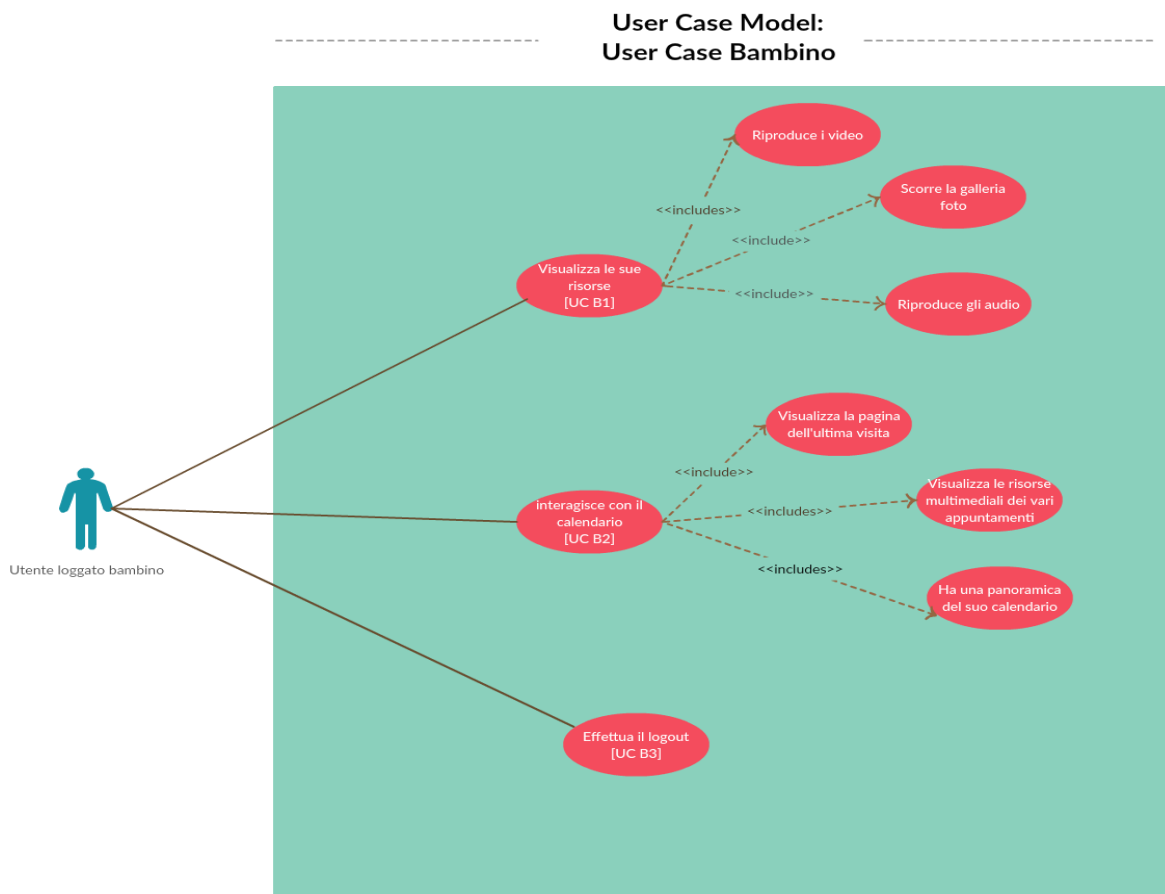 User Case Model:
User Case Bambino
Riproduce i video
Scorre la galleria
foto
<<includes>>
<<include>>
Visualizza le sue
risorse
[UC B1]
<<include>>
Riproduce gli audio
Visualizza la pagina
dell'ultima visita
<<include>>
Visualizza le risorse
multimediali dei vari
appuntamenti
interagisce con il
calendario
[UC B2]
<<includes>>
<<includes>>
Ha una panoramica
del suo calendario
Utente loggato bambino
Effettua il logout
[UC B3]